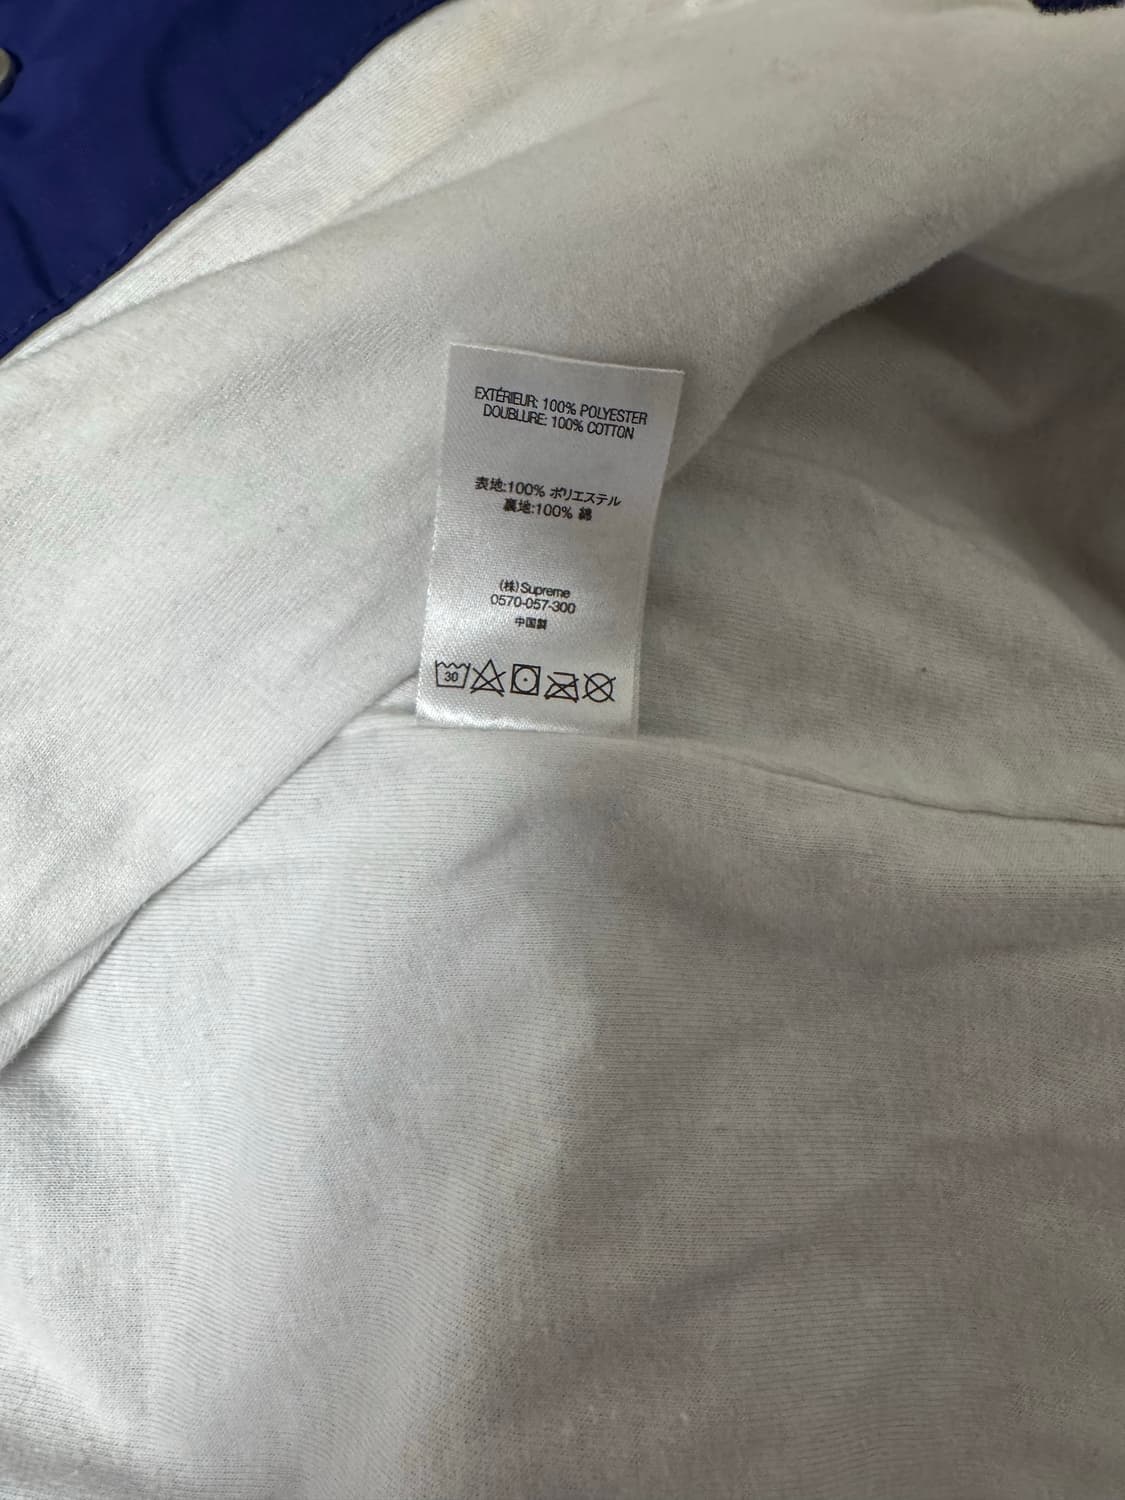 EXTÉRIEUR: 100% POLYESTER
DOUBLURE: 100% COTTON
表地:100% ポリエステル
裏地:100% 綿
(株)Supreme
0570-057-300
中国製
30